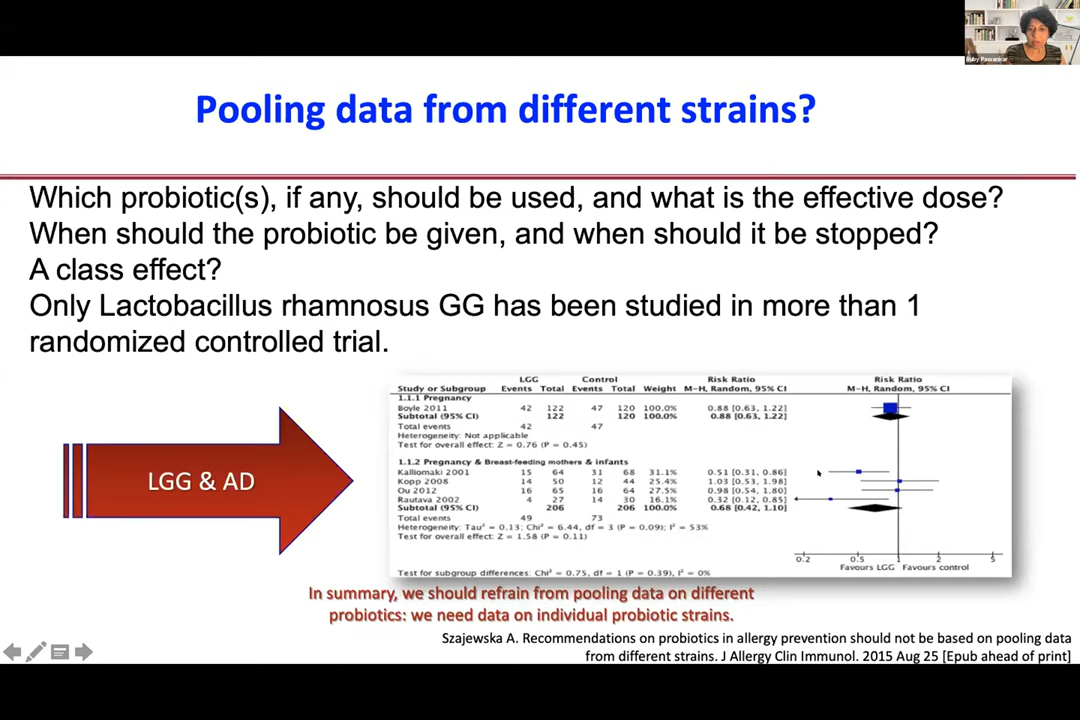 Ruby Pawankar
Pooling data from different strains?
Which probiotic(s), if any, should be used, and what is the effective dose?
When should the probiotic be given, and when should it be stopped?
A class effect?
Only Lactobacillus rhamnosus GG has been studied in more than 1
randomized controlled trial.
LGG & AD
LGG Control Risk Ratio Risk Ratio
Study or Subgroup Events Total Events Total Weight M-H, Random, 95% CI M-H, Random, 95% CI
1.1.1 Pregnancy
Boyle 2011 42 122 47 120 100.0% 0.88 [0.63, 1.22]
Subtotal (95% CI) 122 120 100.0% 0.88 [0.63, 1.22]
Total events 42 47
Heterogeneity: Not applicable
Test for overall effect: Z = 0.76 (P = 0.45)
1.1.2 Pregnancy & Breast-feeding mothers & infants
Kalliomaki 2001 15 64 31 68 31.1% 0.51 [0.31, 0.86]
Kopp 2008 14 50 12 44 25.4% 1.03 [0.53, 1.98]
Ou 2012 16 65 16 64 27.5% 0.98 [0.54, 1.80]
Rautava 2002 4 27 14 30 16.1% 0.32 [0.12, 0.85]
Subtotal (95% CI) 206 206 100.0% 0.68 [0.42, 1.10]
Total events 49 73
Heterogeneity: Tau² = 0.13; Chi² = 6.44, df = 3 (P = 0.09); I² = 53%
Test for overall effect: Z = 1.58 (P = 0.11)
0.2 0.5 1 2 5
Favours LGG Favours control
Test for subgroup differences: Chi² = 0.75, df = 1 (P = 0.39), I² = 0%
In summary, we should refrain from pooling data on different
probiotics: we need data on individual probiotic strains.
Szajewska A. Recommendations on probiotics in allergy prevention should not be based on pooling data
from different strains. J Allergy Clin Immunol. 2015 Aug 25 [Epub ahead of print]